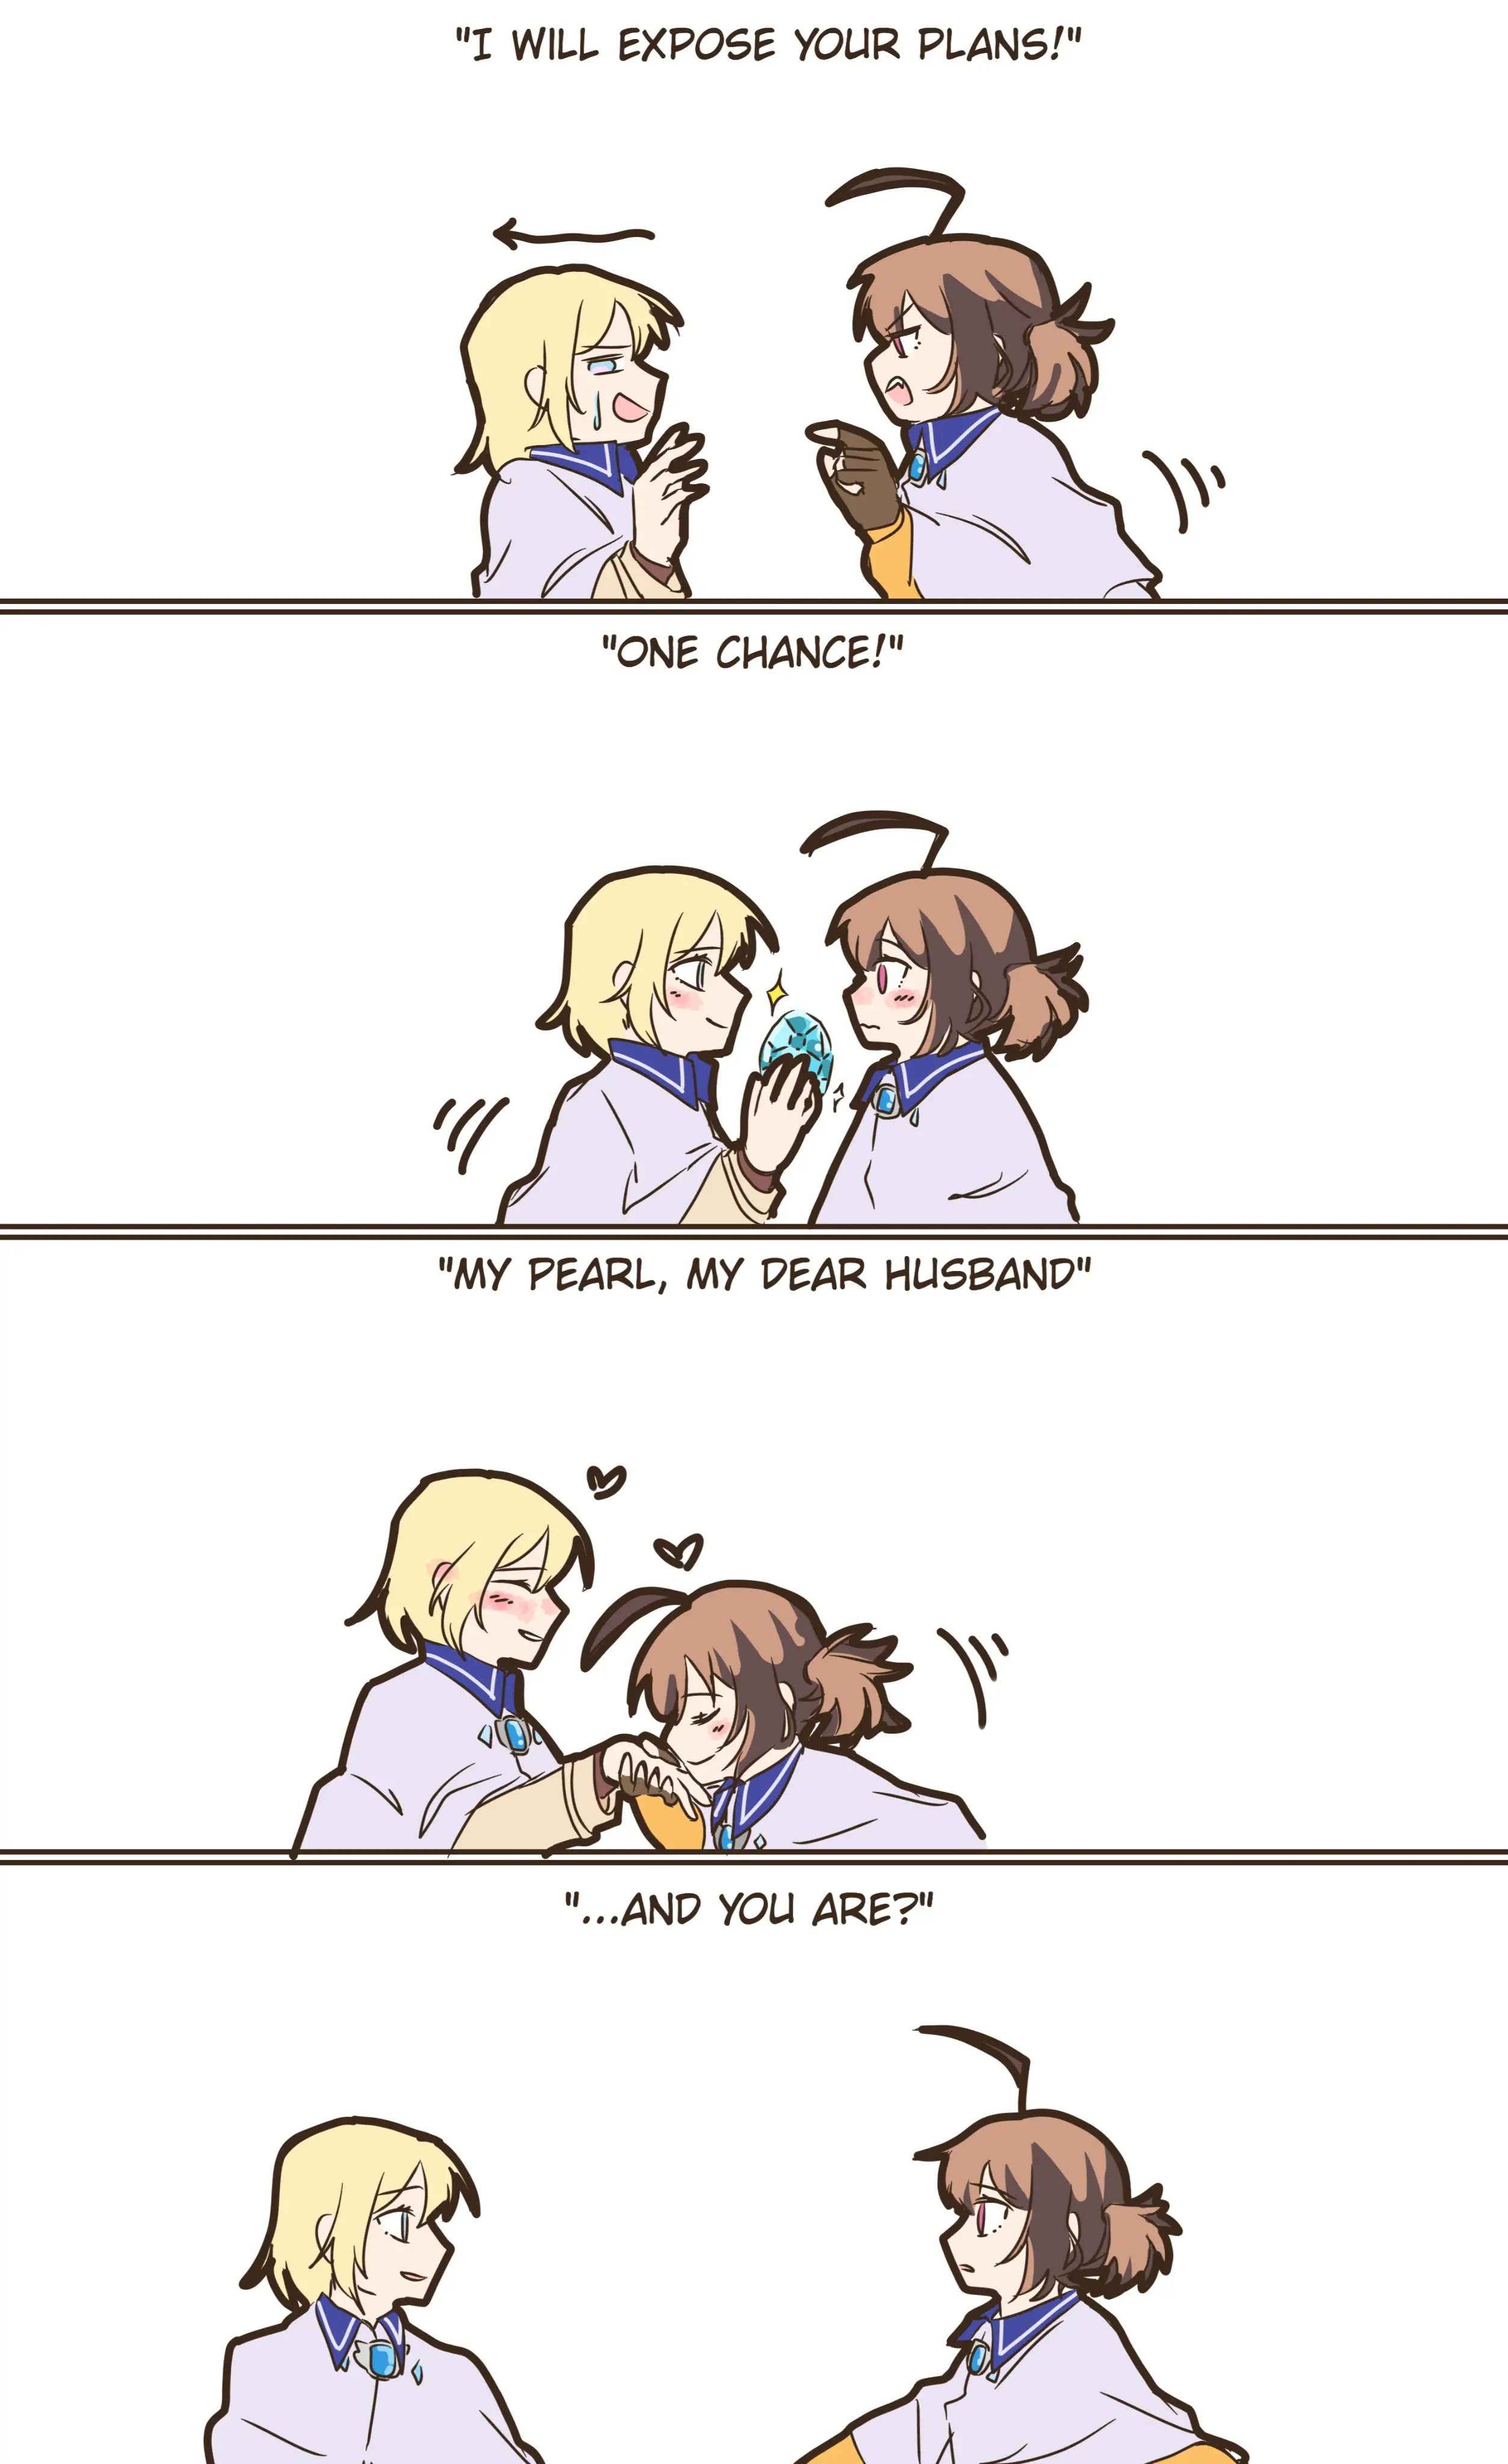 "I WILL EXPOSE YOUR PLANS!"
"ONE CHANCE!"
"MY PEARL, MY DEAR HUSBAND"
"...AND YOU ARE?"